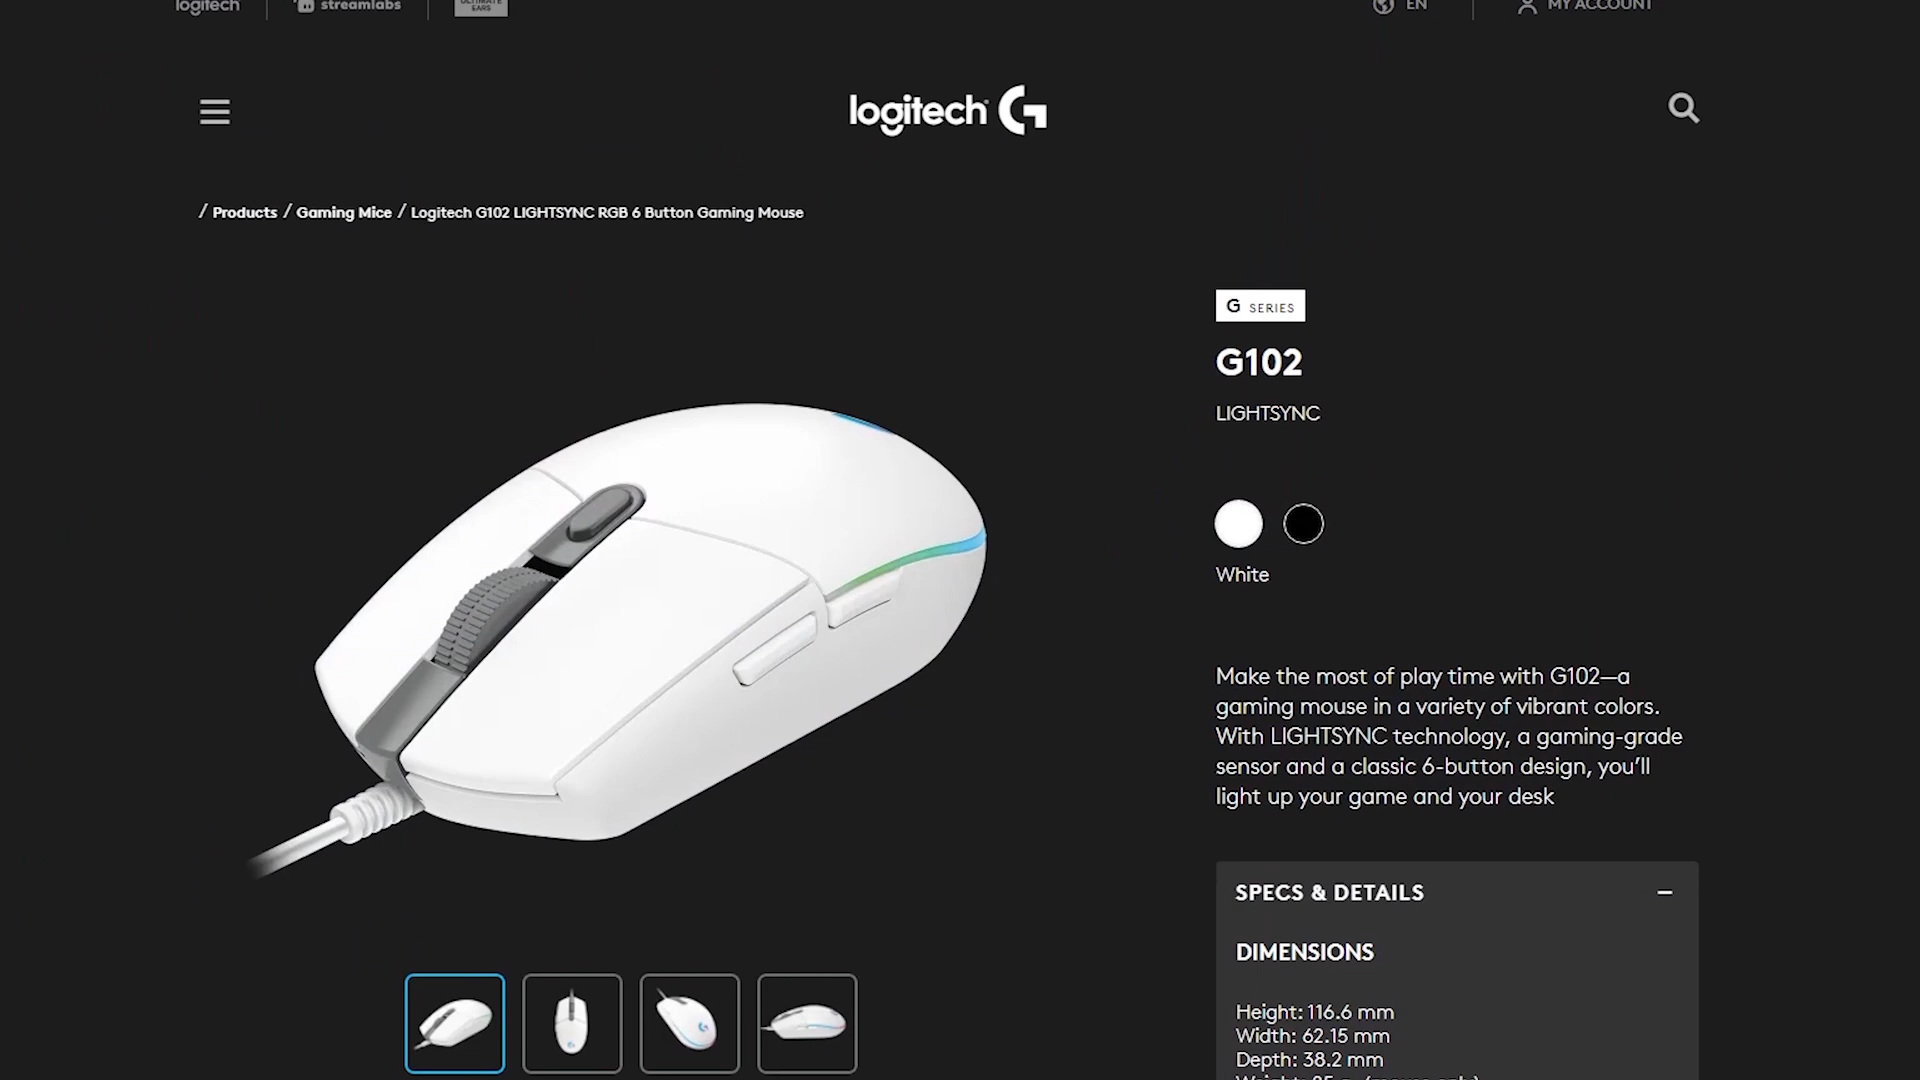 logitech streamlabs ULTIMATE EARS EN MY ACCOUNT
logitech G
/ Products / Gaming Mice / Logitech G102 LIGHTSYNC RGB 6 Button Gaming Mouse
G SERIES
G102
LIGHTSYNC
White
Make the most of play time with G102—a
gaming mouse in a variety of vibrant colors.
With LIGHTSYNC technology, a gaming-grade
sensor and a classic 6-button design, you’ll
light up your game and your desk
SPECS & DETAILS
DIMENSIONS
Height: 116.6 mm
Width: 62.15 mm
Depth: 38.2 mm